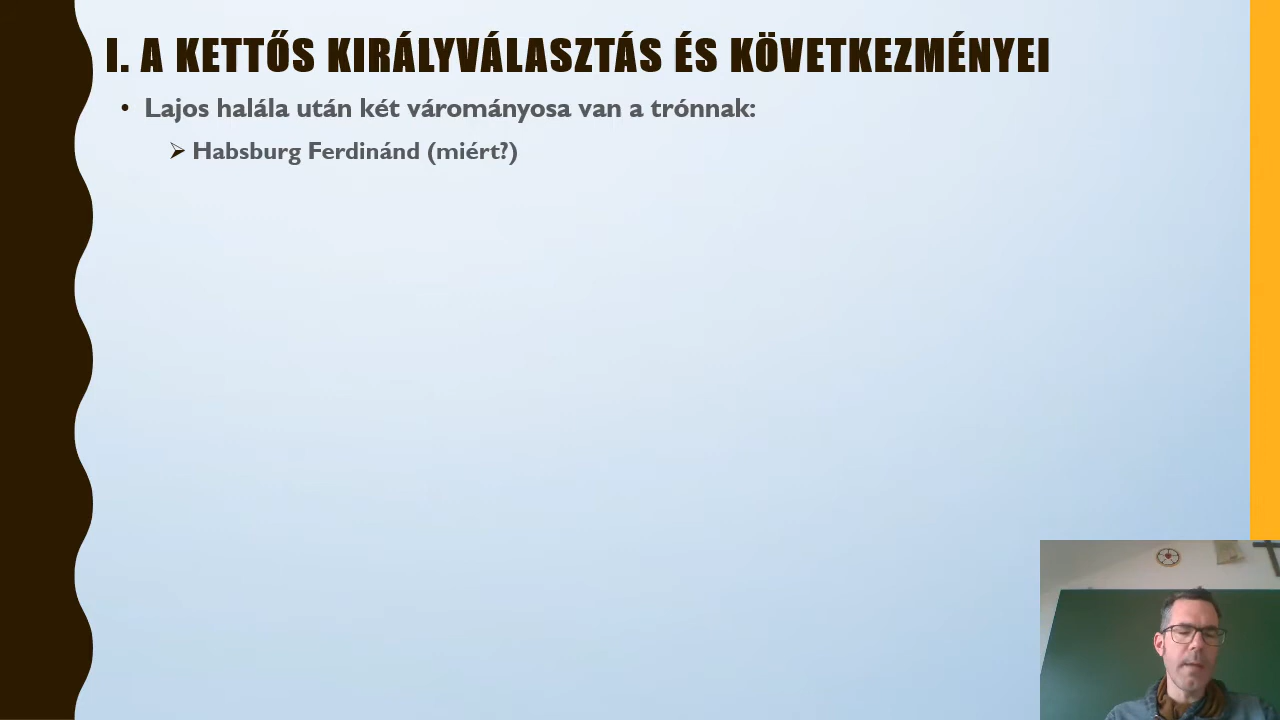 I. A KETTŐS KIRÁLYVÁLASZTÁS ÉS KÖVETKEZMÉNYEI
• Lajos halála után két várományosa van a trónnak:
➢ Habsburg Ferdinánd (miért?)